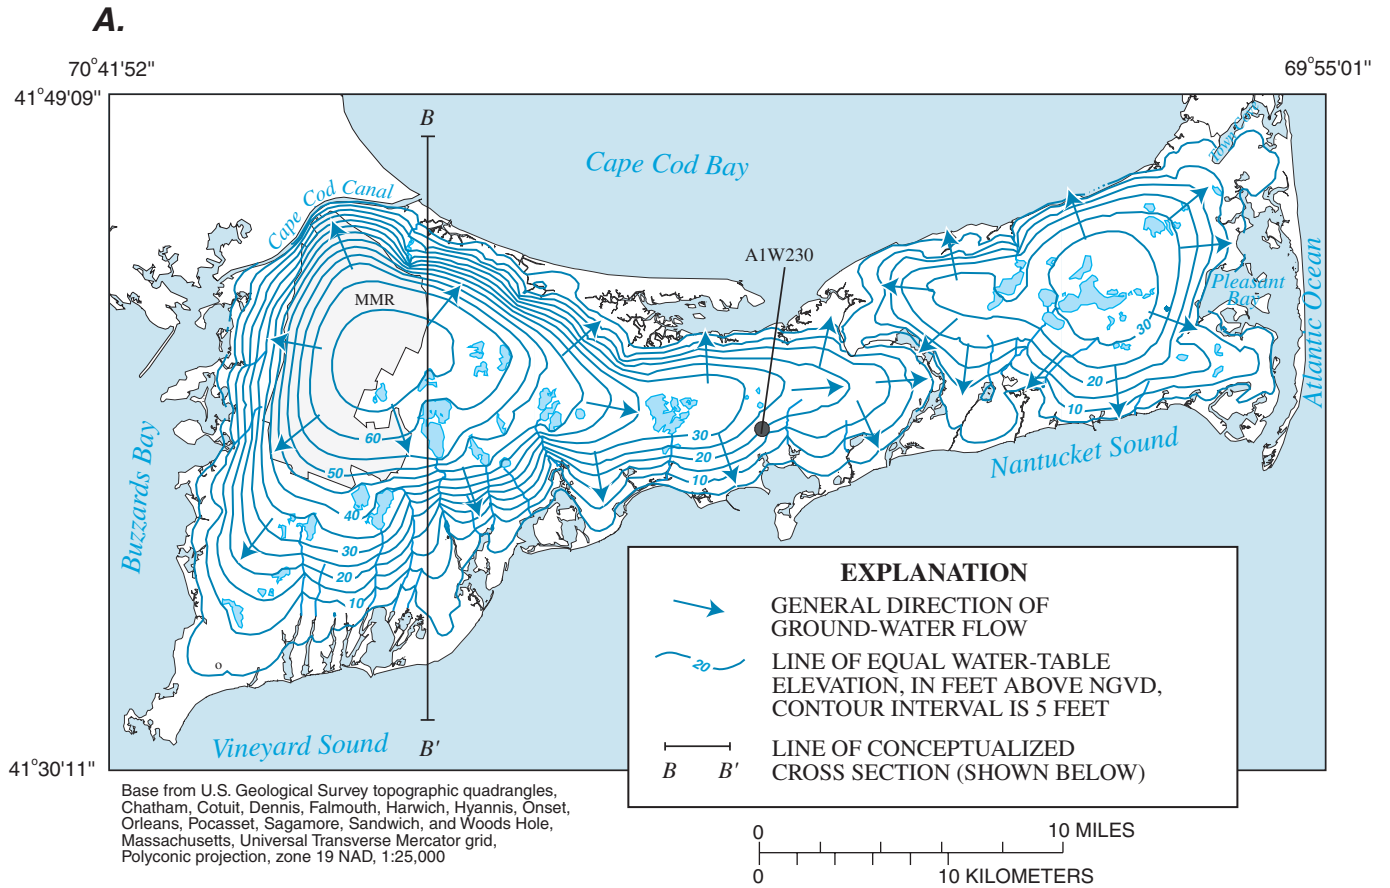 A.
70°41'52"
69°55'01"
41°49'09"
B
Cape Cod Bay
Town Cove
Cape Cod Canal
A1W230
Pleasant
Bay
Atlantic Ocean
MMR
30
20
10
60
50
40
30
20
10
30
20
10
Nantucket Sound
Buzzards Bay
Vineyard Sound
B'
41°30'11"
EXPLANATION
GENERAL DIRECTION OF
GROUND-WATER FLOW
20
LINE OF EQUAL WATER-TABLE
ELEVATION, IN FEET ABOVE NGVD,
CONTOUR INTERVAL IS 5 FEET
B B'
LINE OF CONCEPTUALIZED
CROSS SECTION (SHOWN BELOW)
Base from U.S. Geological Survey topographic quadrangles,
Chatham, Cotuit, Dennis, Falmouth, Harwich, Hyannis, Onset,
Orleans, Pocasset, Sagamore, Sandwich, and Woods Hole,
Massachusetts, Universal Transverse Mercator grid,
Polyconic projection, zone 19 NAD, 1:25,000
0 10 MILES
0 10 KILOMETERS